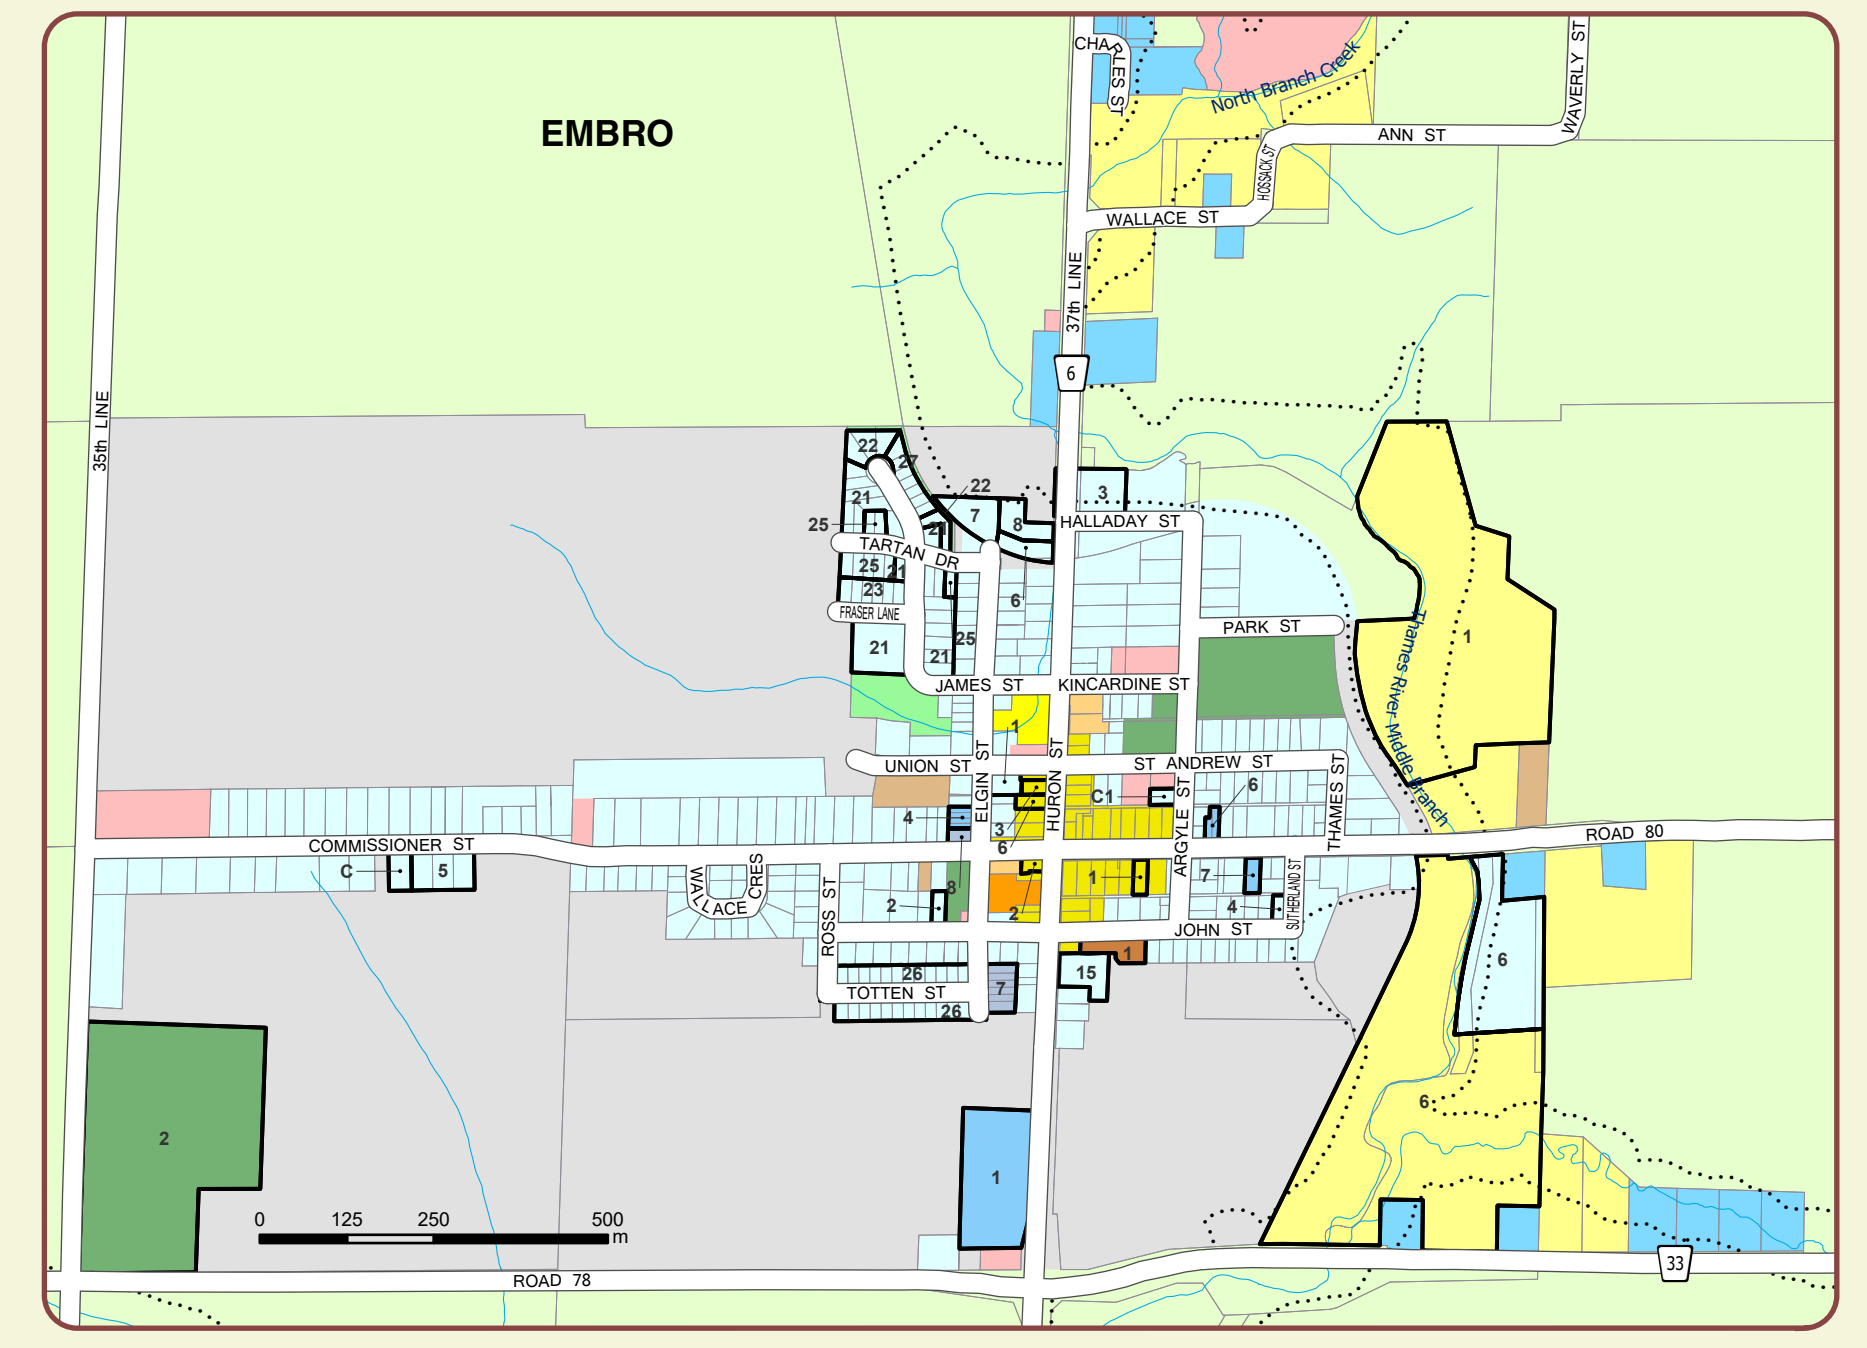 CHARLES ST
WAVERLY ST
North Branch Creek
EMBRO
ANN ST
HOSSACK ST
WALLACE ST
37th LINE
6
35th LINE
22
27
22
3
21
7
8
25
21
HALLADAY ST
TARTAN DR
25
21
23
6
FRASER LANE
PARK ST
1
Thames River Middle Branch
25
21
21
JAMES ST
KINCARDINE ST
1
UNION ST
ELGIN ST
HURON ST
ST ANDREW ST
THAMES ST
C1
ARGYLE ST
6
4
3
6
ROAD 80
COMMISSIONER ST
C
5
WALLACE CRES
ROSS ST
8
2
2
1
7
4
SUTHERLAND ST
JOHN ST
1
26
15
6
TOTTEN ST
7
26
6
2
1
0 125 250 500
m
ROAD 78
33